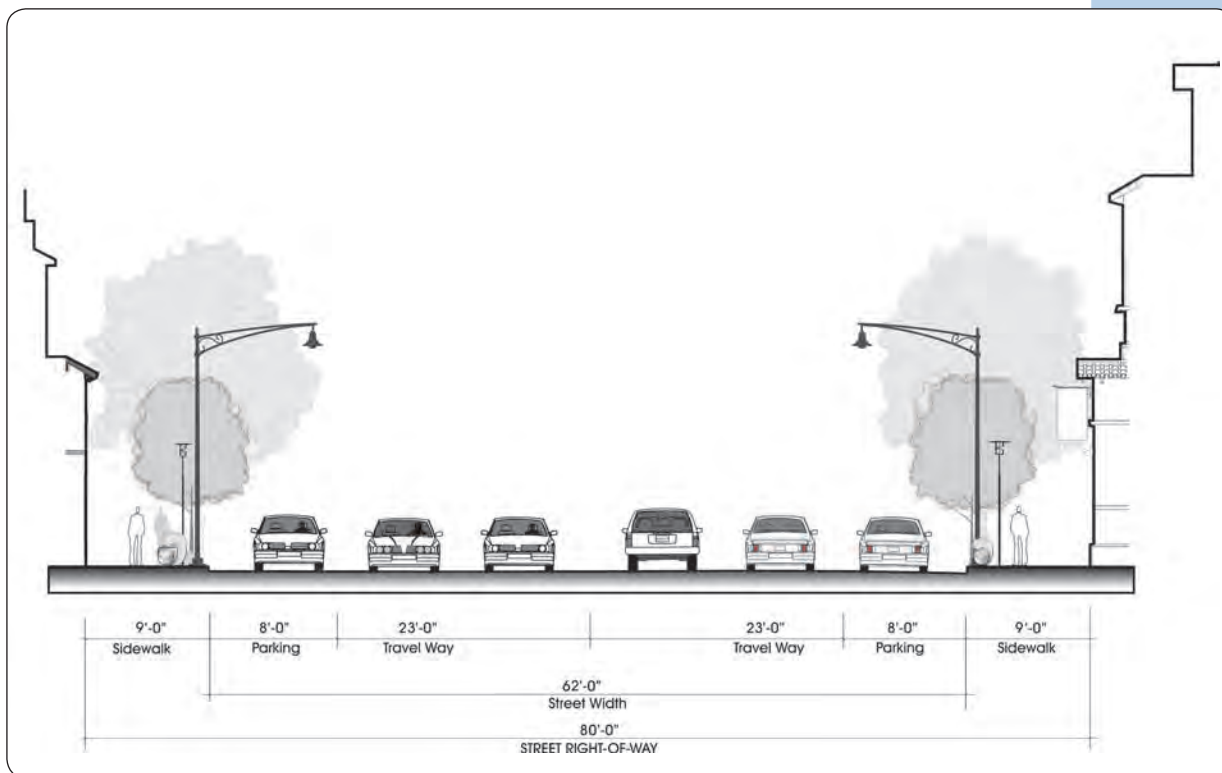 9'-0" 8'-0" 23'-0" 23'-0" 8'-0" 9'-0"
Sidewalk Parking Travel Way Travel Way Parking Sidewalk
62'-0"
Street Width
80'-0"
STREET RIGHT-OF-WAY